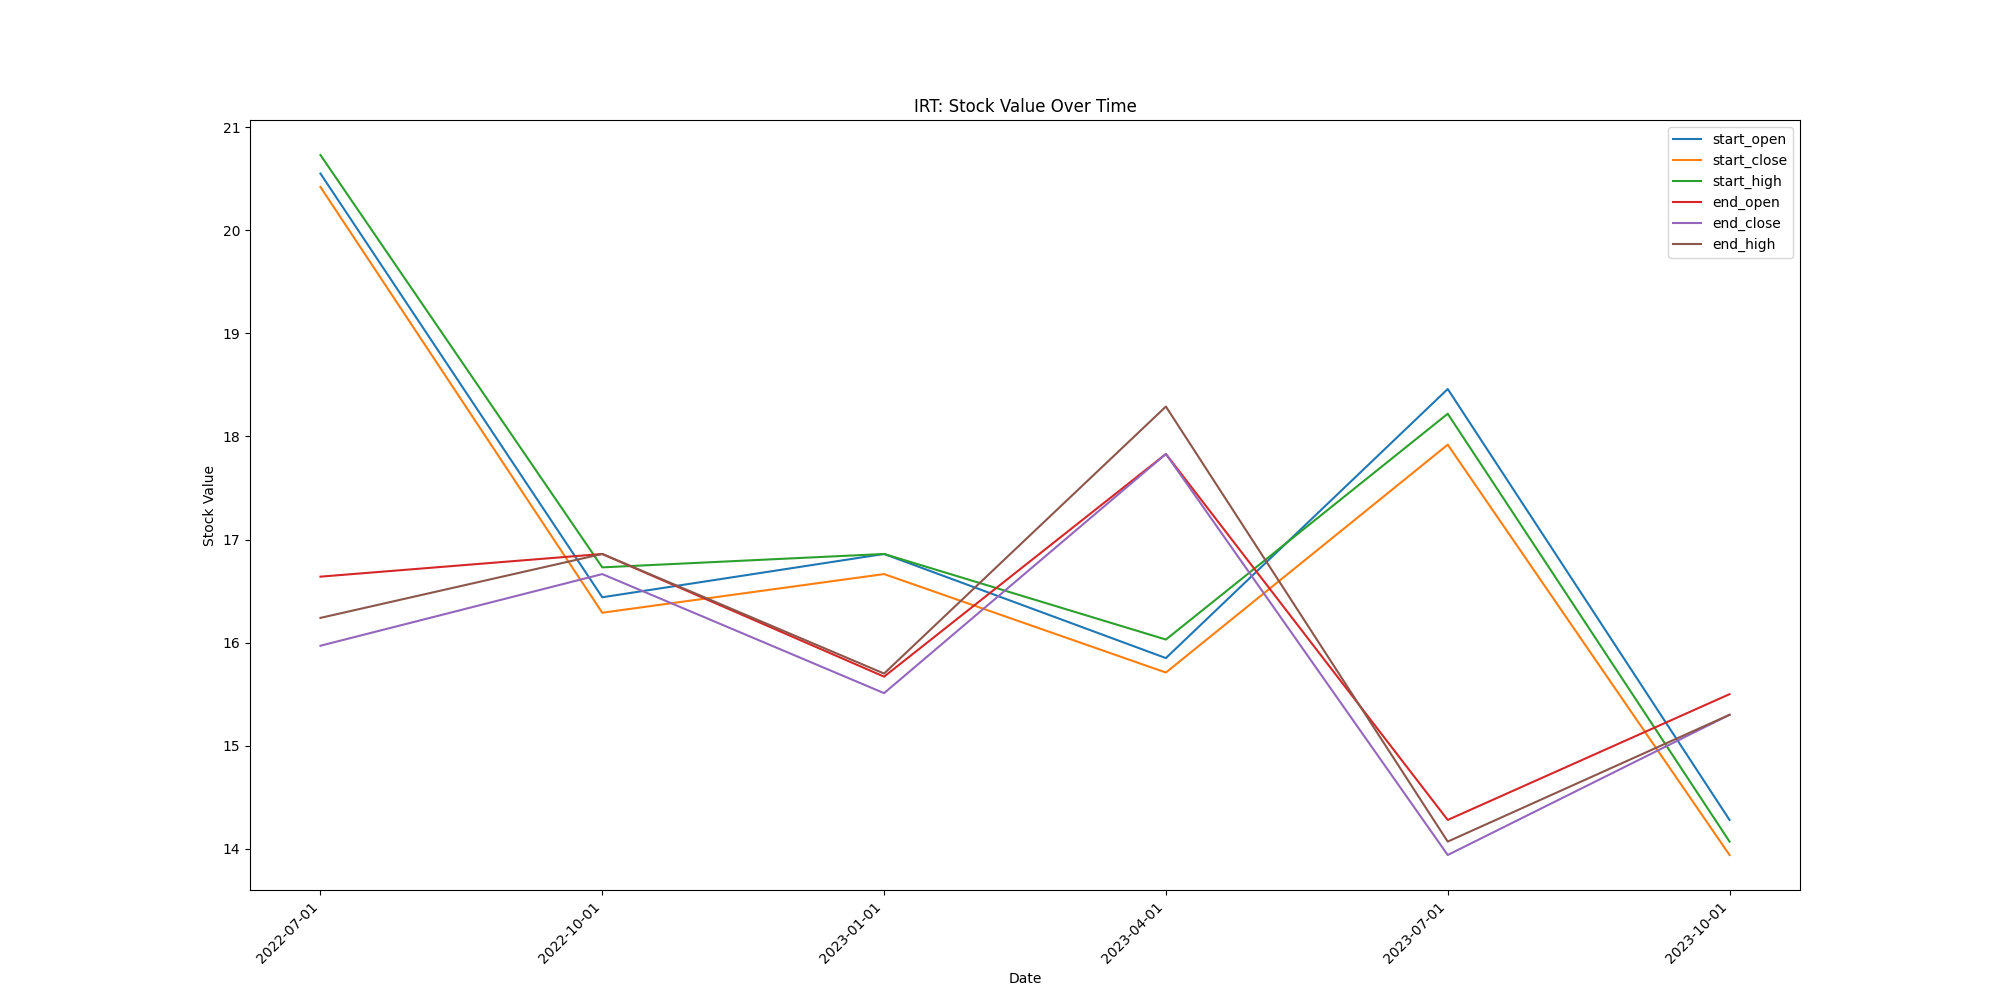 IRT: Stock Value Over Time
21
20
19
18
17
16
15
14
Stock Value
start_open
start_close
start_high
end_open
end_close
end_high
2022-07-01
2022-10-01
2023-01-01
2023-04-01
2023-07-01
2023-10-01
Date